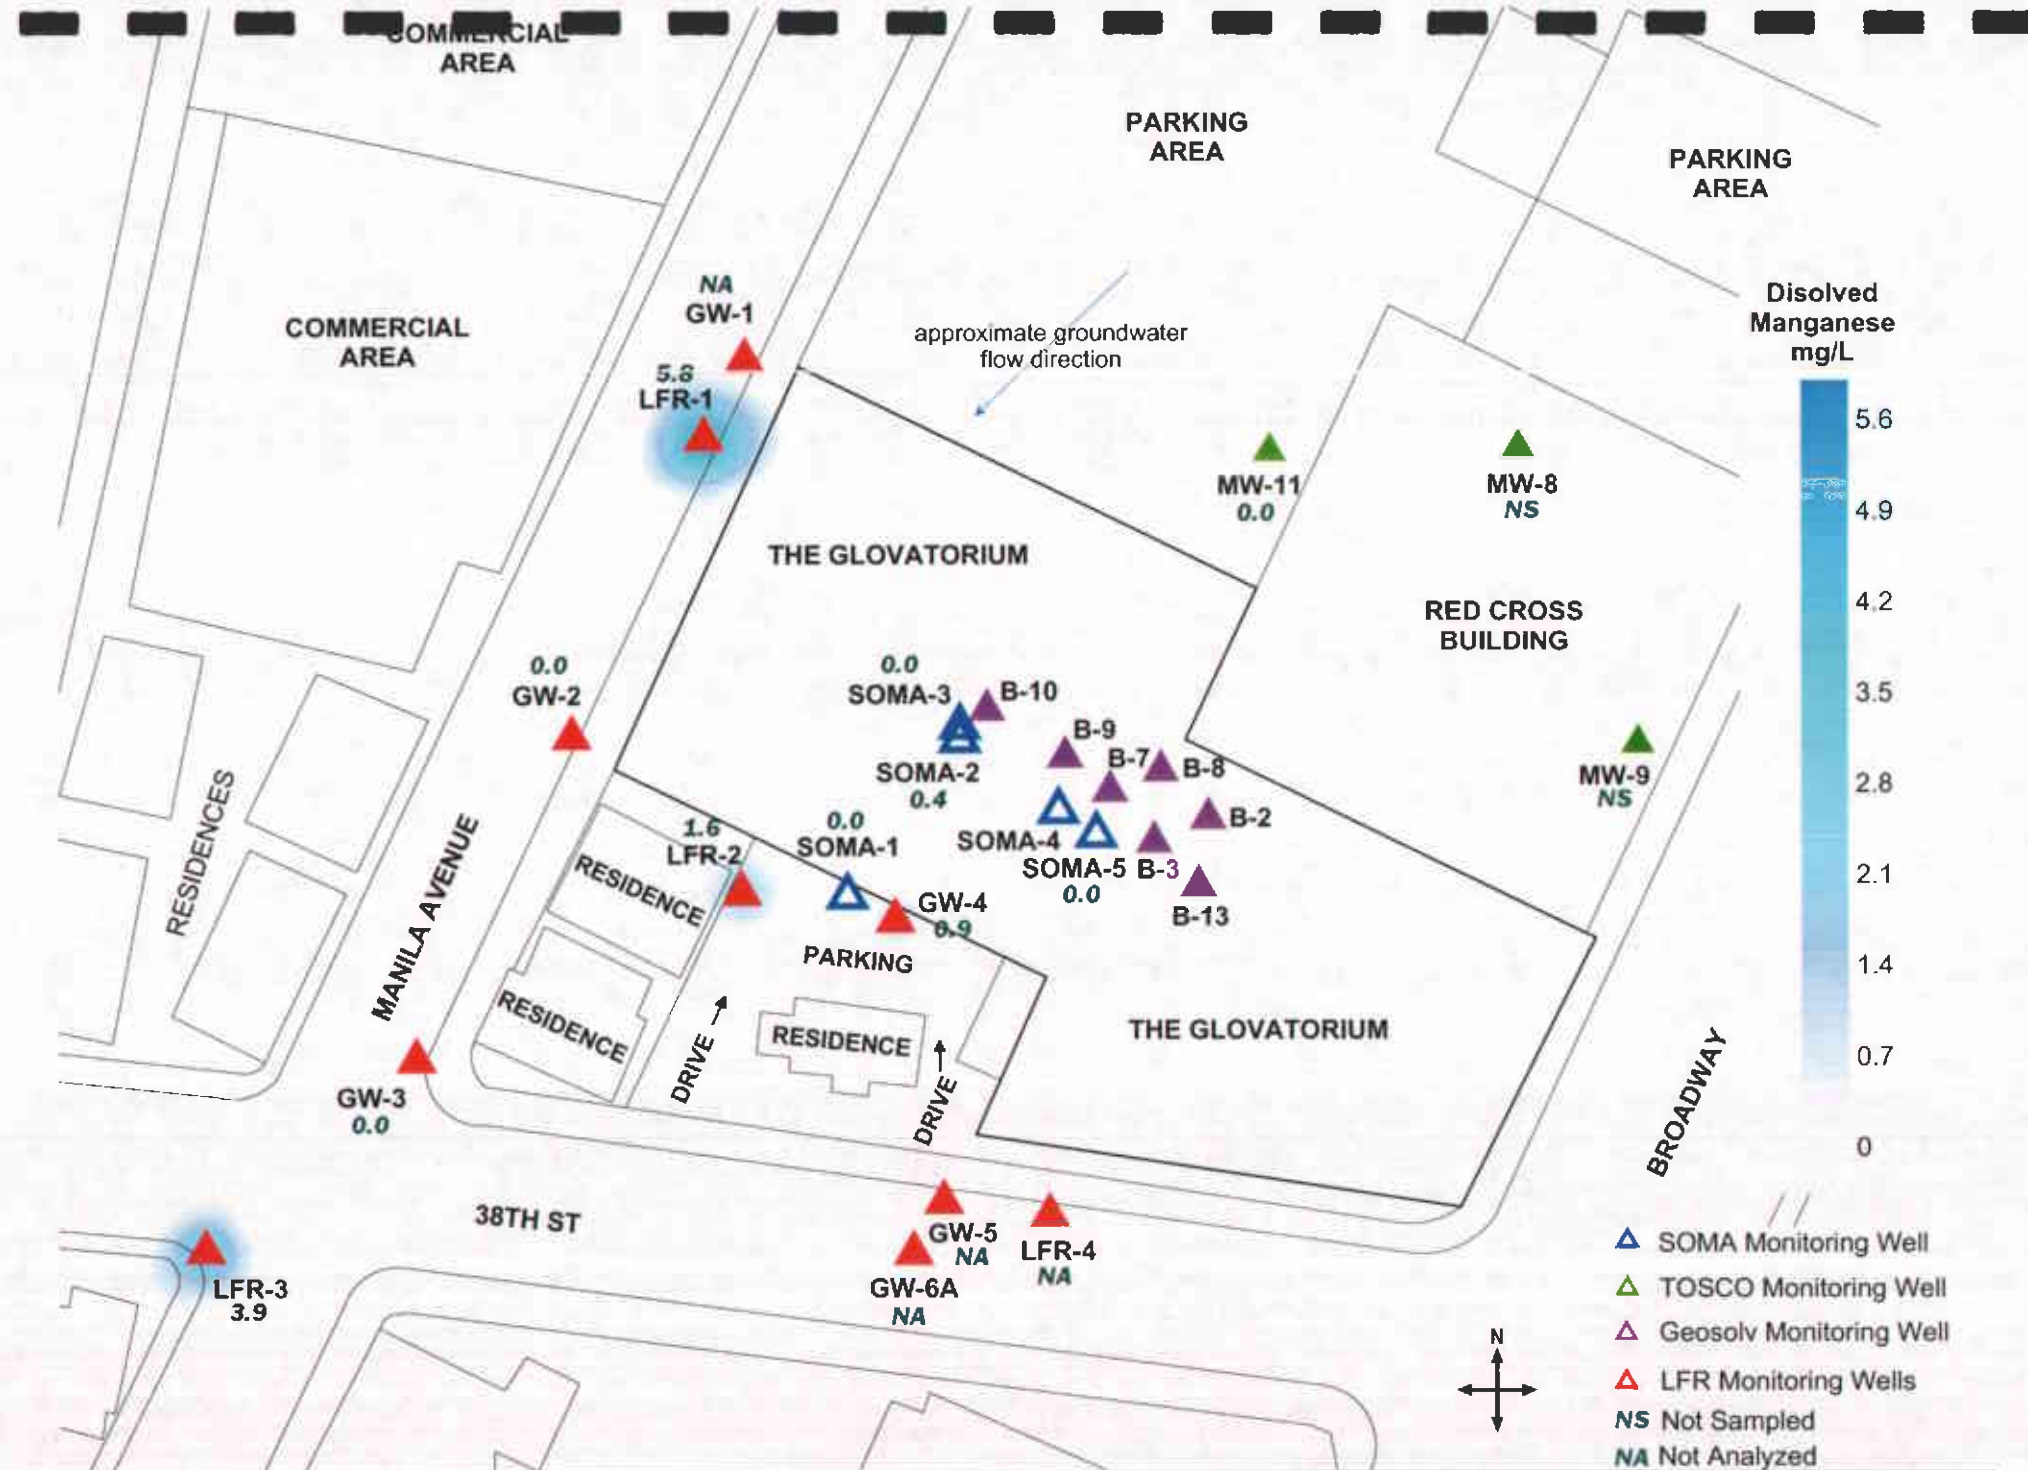 COMMERCIAL
AREA
PARKING
AREA
PARKING
AREA
NA
GW-1
COMMERCIAL
AREA
approximate groundwater
flow direction
5.8
LFR-1
Disolved
Manganese
mg/L
5.6
4.9
4.2
3.5
2.8
2.1
1.4
0.7
0
MW-11
0.0
MW-8
NS
THE GLOVATORIUM
RED CROSS
BUILDING
0.0
GW-2
0.0
SOMA-3
B-10
B-9
B-7
B-8
SOMA-2
0.4
MW-9
NS
RESIDENCES
MANILA AVENUE
1.6
LFR-2
0.0
SOMA-1
SOMA-4
B-2
SOMA-5
0.0
B-3
B-13
RESIDENCE
GW-4
0.9
PARKING
RESIDENCE
DRIVE
RESIDENCE
DRIVE
THE GLOVATORIUM
BROADWAY
GW-3
0.0
38TH ST
GW-5
NA
LFR-4
NA
GW-6A
NA
LFR-3
3.9
N
SOMA Monitoring Well
TOSCO Monitoring Well
Geosolv Monitoring Well
LFR Monitoring Wells
NS Not Sampled
NA Not Analyzed